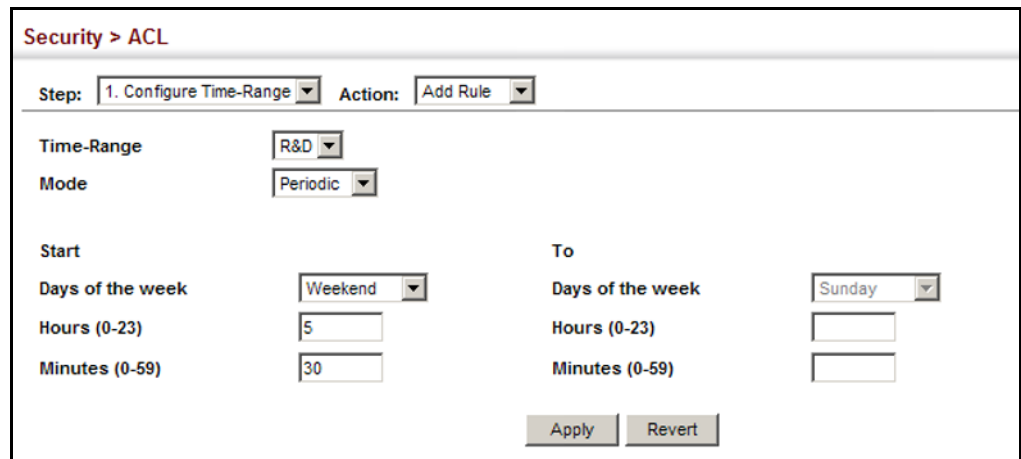 Security > ACL
Step: 1. Configure Time-Range Action: Add Rule
Time-Range R&D
Mode Periodic
Start To
Days of the week Weekend Days of the week Sunday
Hours (0-23) 5 Hours (0-23)
Minutes (0-59) 30 Minutes (0-59)
Apply Revert